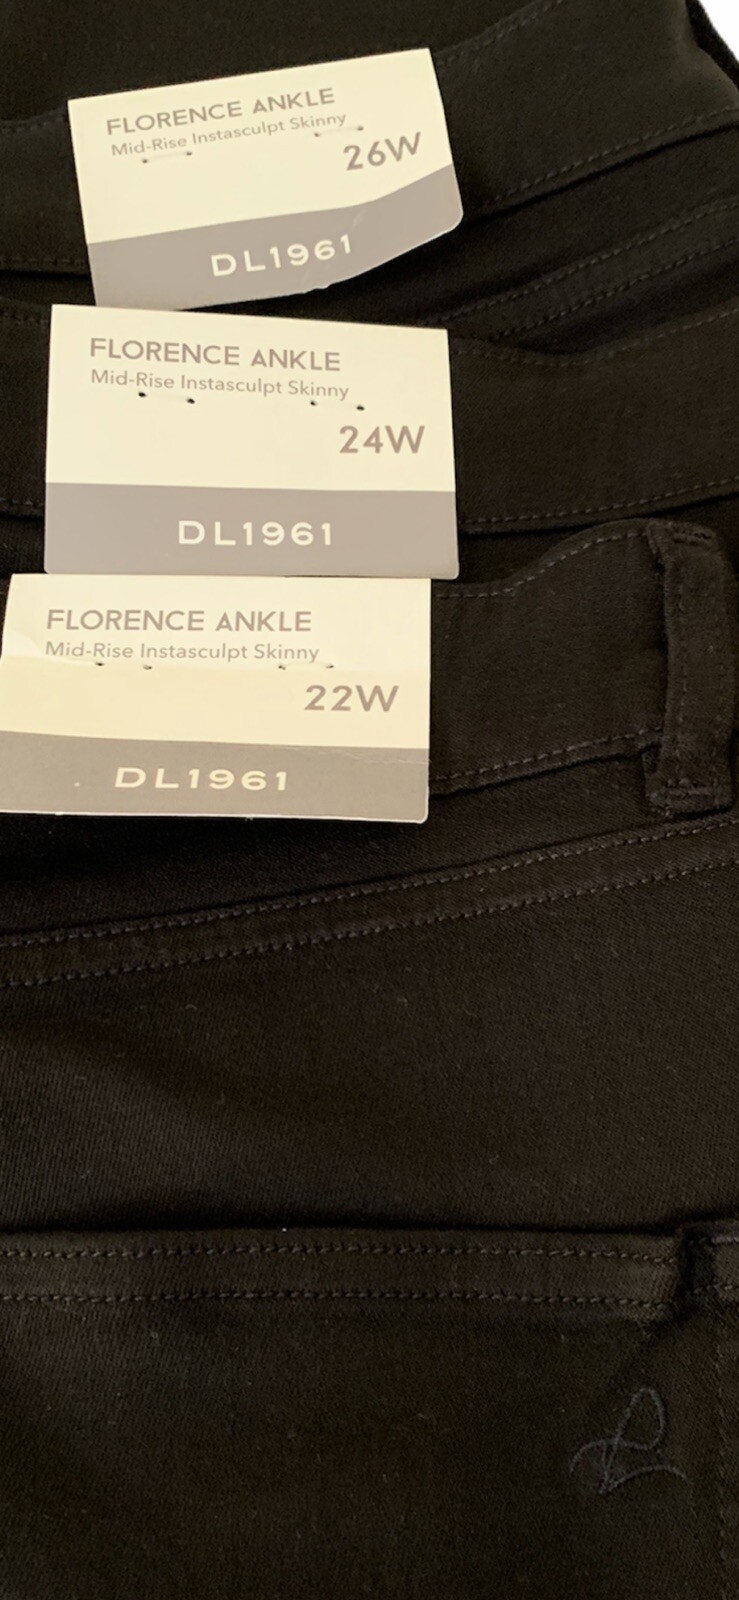 FLORENCE ANKLE
Mid-Rise Instasculpt Skinny
26W
DL1961
FLORENCE ANKLE
Mid-Rise Instasculpt Skinny
24W
DL1961
FLORENCE ANKLE
Mid-Rise Instasculpt Skinny
22W
DL1961